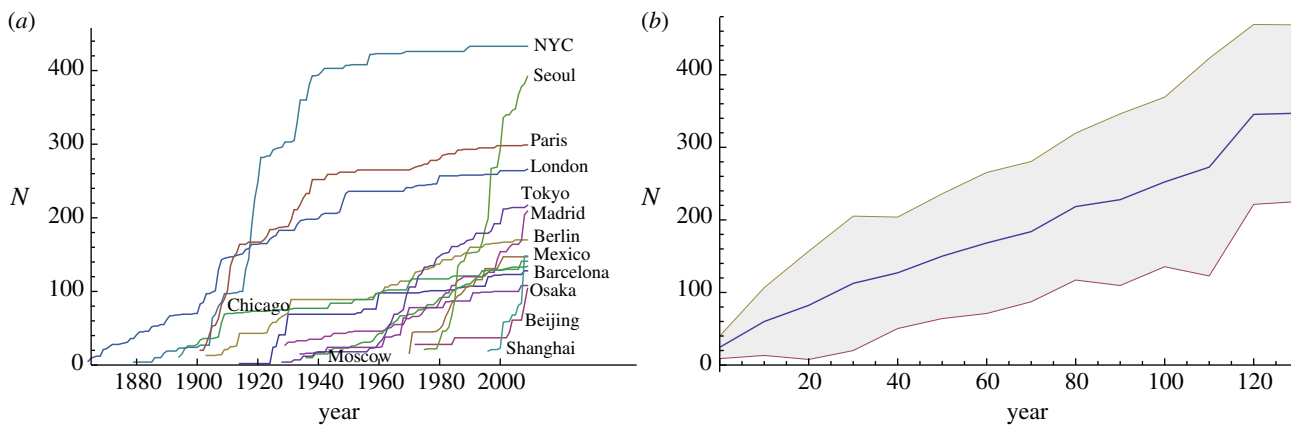 (a)
NYC
400
Seoul
300
Paris
London
N
200
Tokyo
Madrid
Berlin
Mexico
100
Chicago
Barcelona
Osaka
Beijing
Moscow
Shanghai
0
1880 1900 1920 1940 1960 1980 2000
year
(b)
400
300
N
200
100
0
20 40 60 80 100 120
year